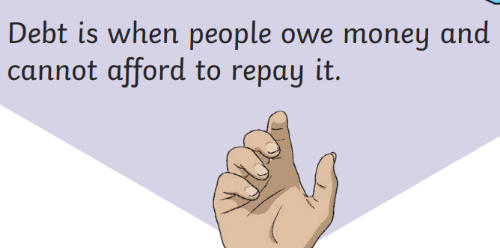 Debt is when people owe money and
cannot afford to repay it.